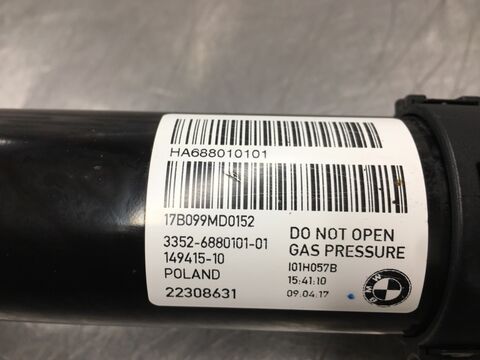 HA688010101
17B099MD0152
3352-6880101-01
149415-10
POLAND
22308631
DO NOT OPEN
GAS PRESSURE
I01H057B
15:41:10
09.04.17
BMW